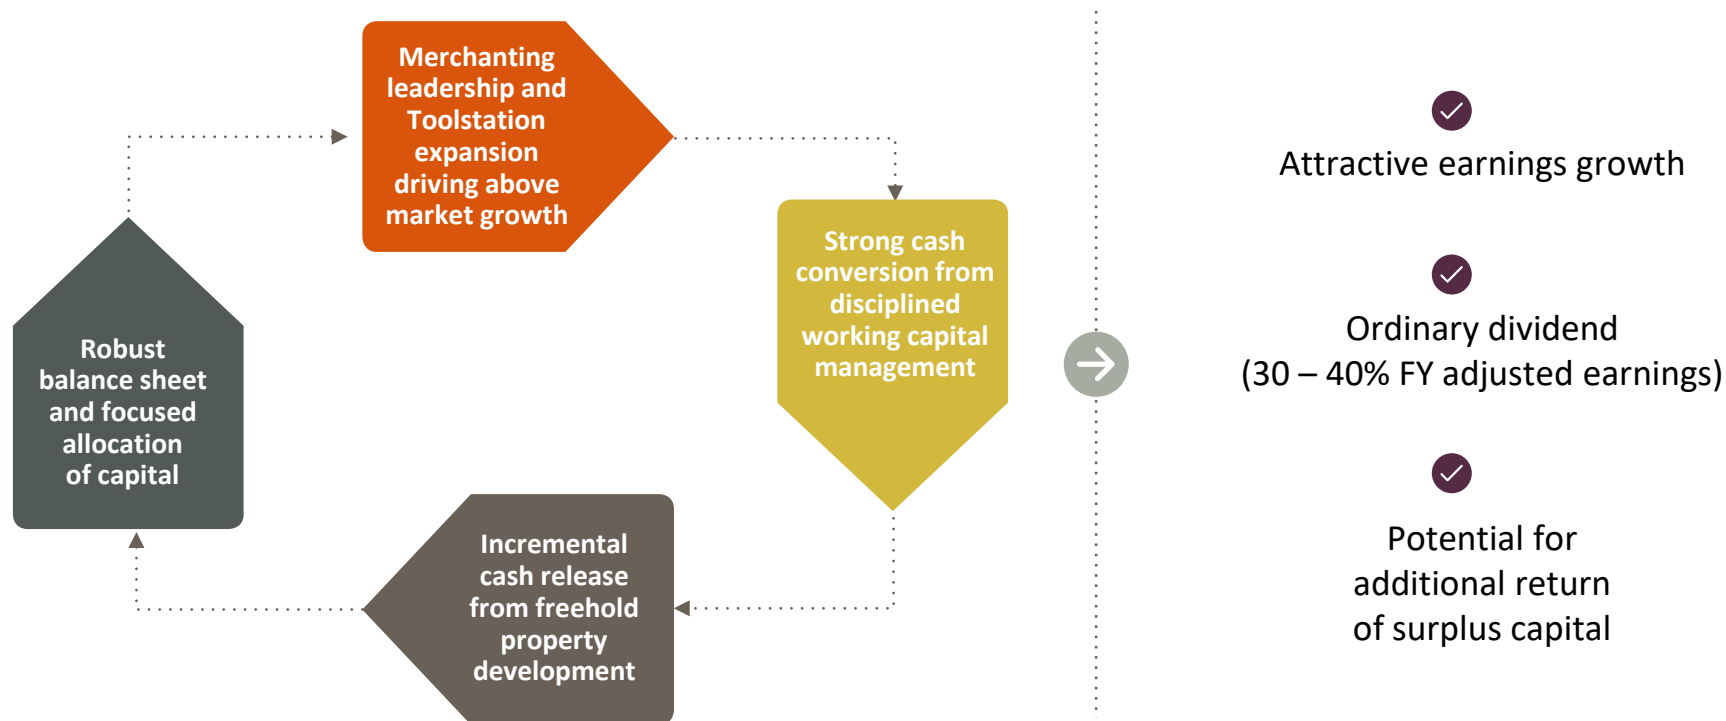 Merchanting
leadership and
Toolstation
expansion
driving above
market growth
Strong cash
conversion from
disciplined
working capital
management
Incremental
cash release
from freehold
property
development
Robust
balance sheet
and focused
allocation
of capital
Attractive earnings growth
Ordinary dividend
(30 – 40% FY adjusted earnings)
Potential for
additional return
of surplus capital